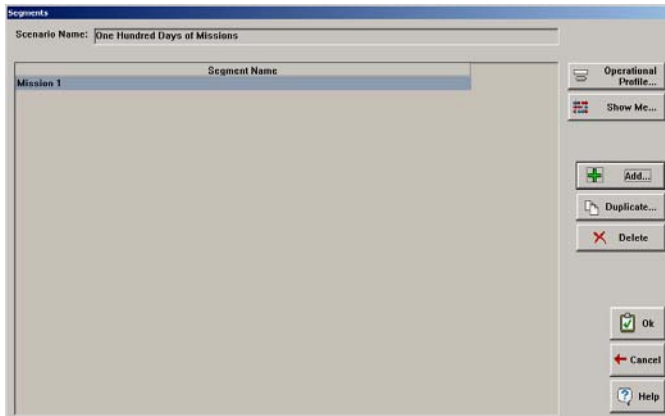 Segments
Scenario Name: One Hundred Days of Missions
Segment Name
Mission 1
Operational
Profile...
Show Me...
Add...
Duplicate...
Delete
Ok
Cancel
Help